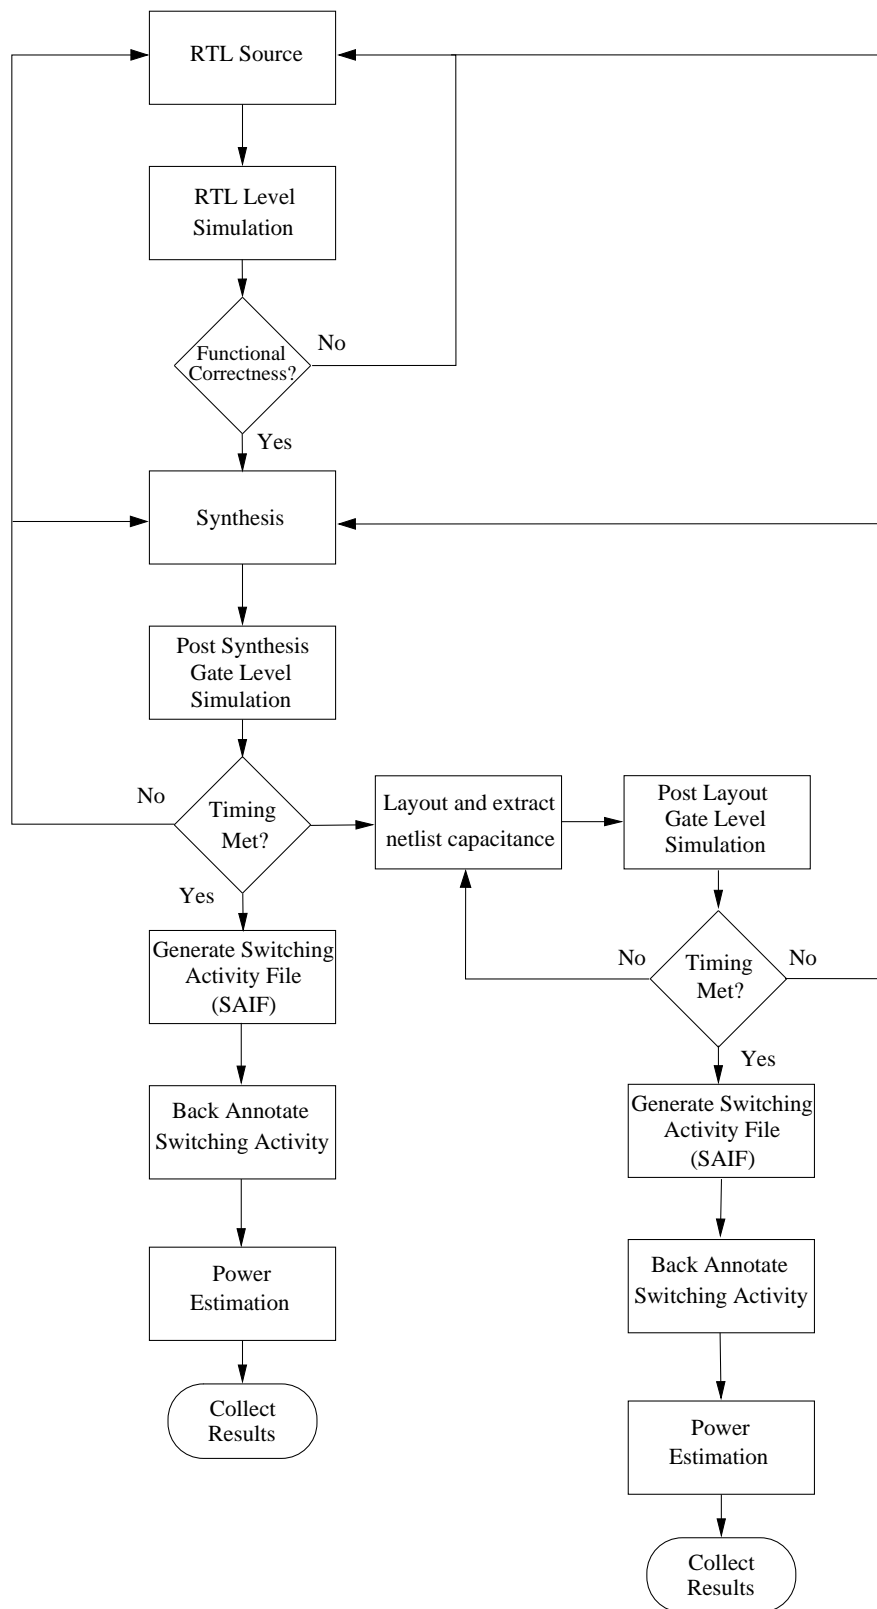 RTL Source
RTL Level
Simulation
Functional
Correctness?
No
Yes
Synthesis
Post Synthesis
Gate Level
Simulation
No
Timing
Met?
Yes
Layout and extract
netlist capacitance
Post Layout
Gate Level
Simulation
No
Timing
Met?
No
Yes
Generate Switching
Activity File
(SAIF)
Back Annotate
Switching Activity
Power
Estimation
Collect
Results
Generate Switching
Activity File
(SAIF)
Back Annotate
Switching Activity
Power
Estimation
Collect
Results